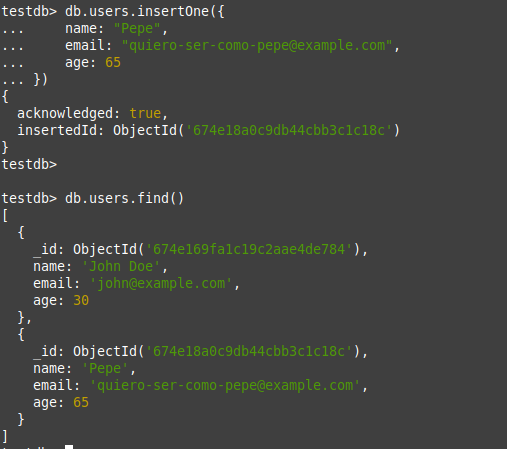 testdb> db.users.insertOne({
...     name: "Pepe",
...     email: "quiero-ser-como-pepe@example.com",
...     age: 65
... })
{
  acknowledged: true,
  insertedId: ObjectId('674e18a0c9db44cbb3c1c18c')
}
testdb>

testdb> db.users.find()
[
  {
    _id: ObjectId('674e169fa1c19c2aae4de784'),
    name: 'John Doe',
    email: 'john@example.com',
    age: 30
  },
  {
    _id: ObjectId('674e18a0c9db44cbb3c1c18c'),
    name: 'Pepe',
    email: 'quiero-ser-como-pepe@example.com',
    age: 65
  }
]